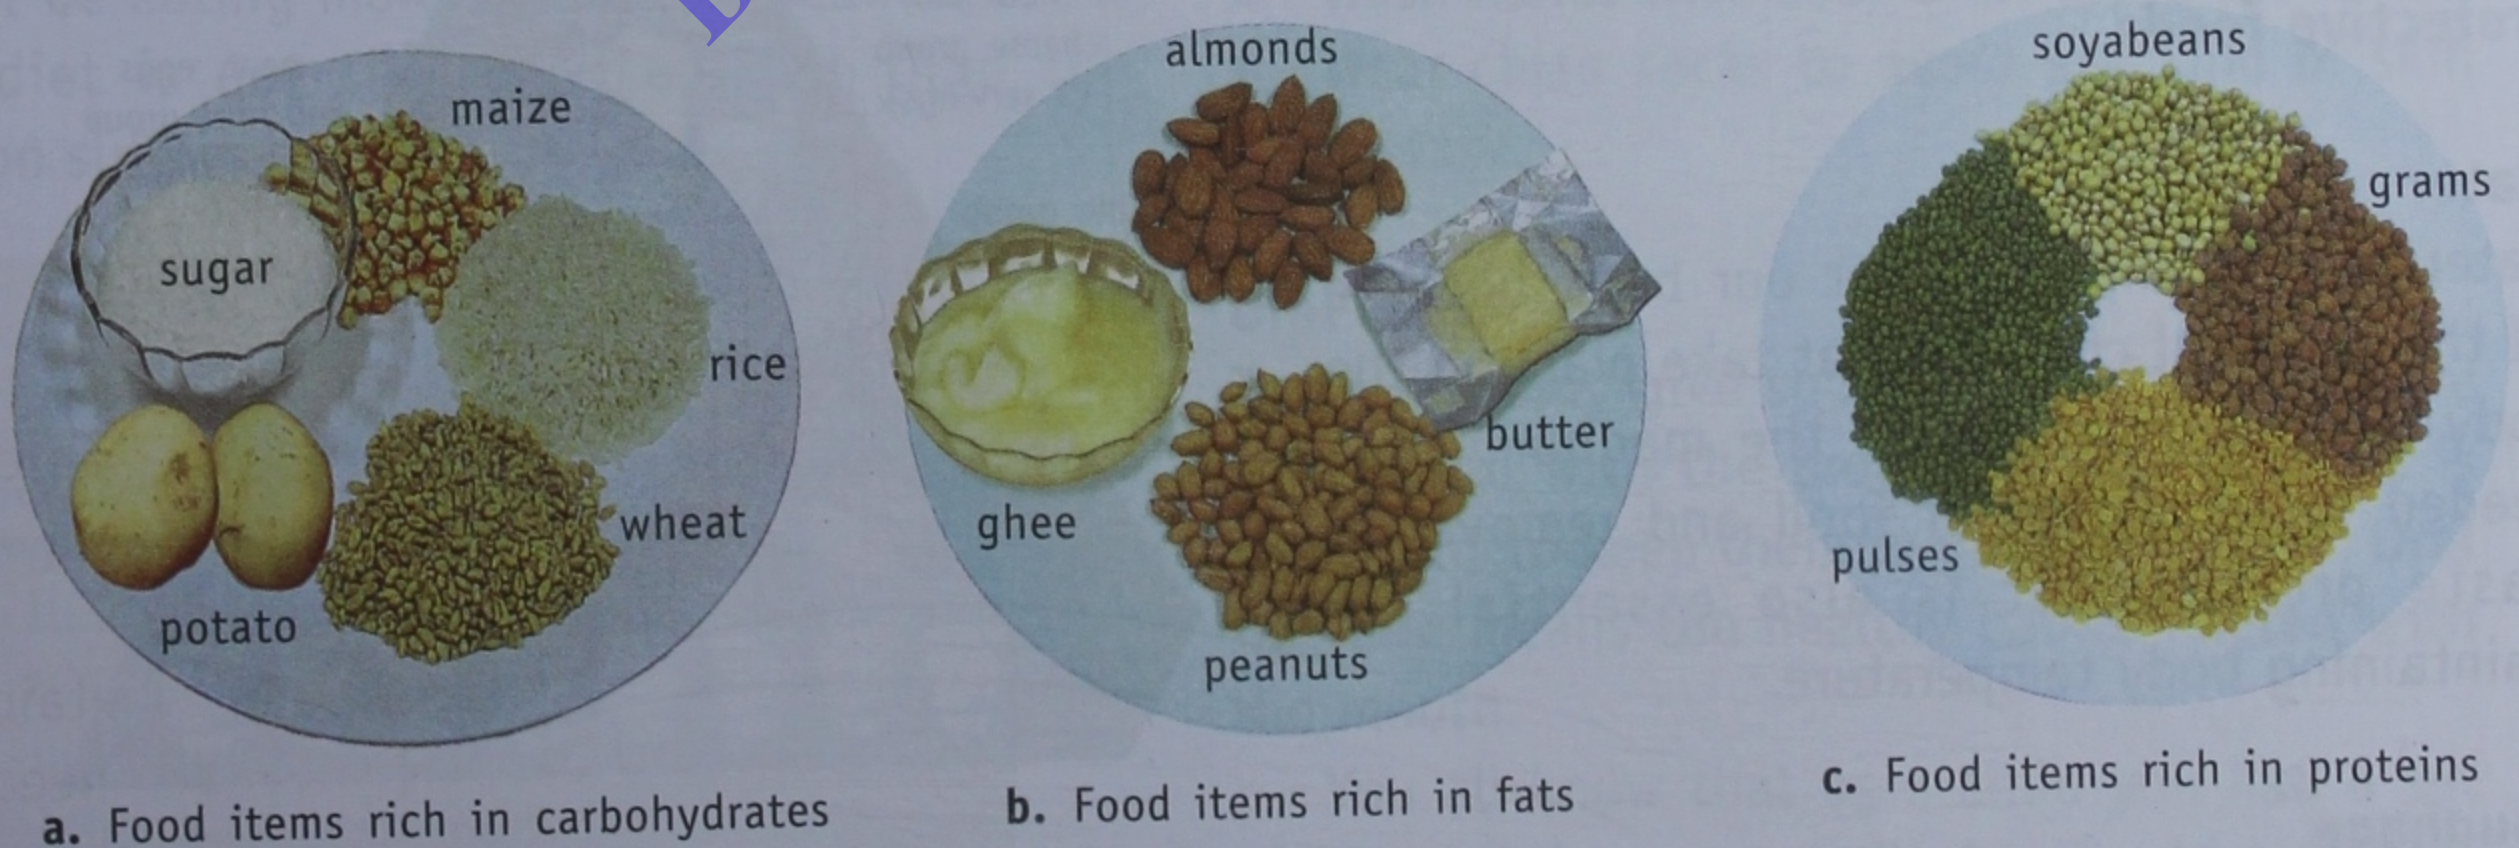 maize
sugar
rice
wheat
potato
a. Food items rich in carbohydrates
almonds
butter
ghee
peanuts
b. Food items rich in fats
soyabeans
grams
pulses
c. Food items rich in proteins